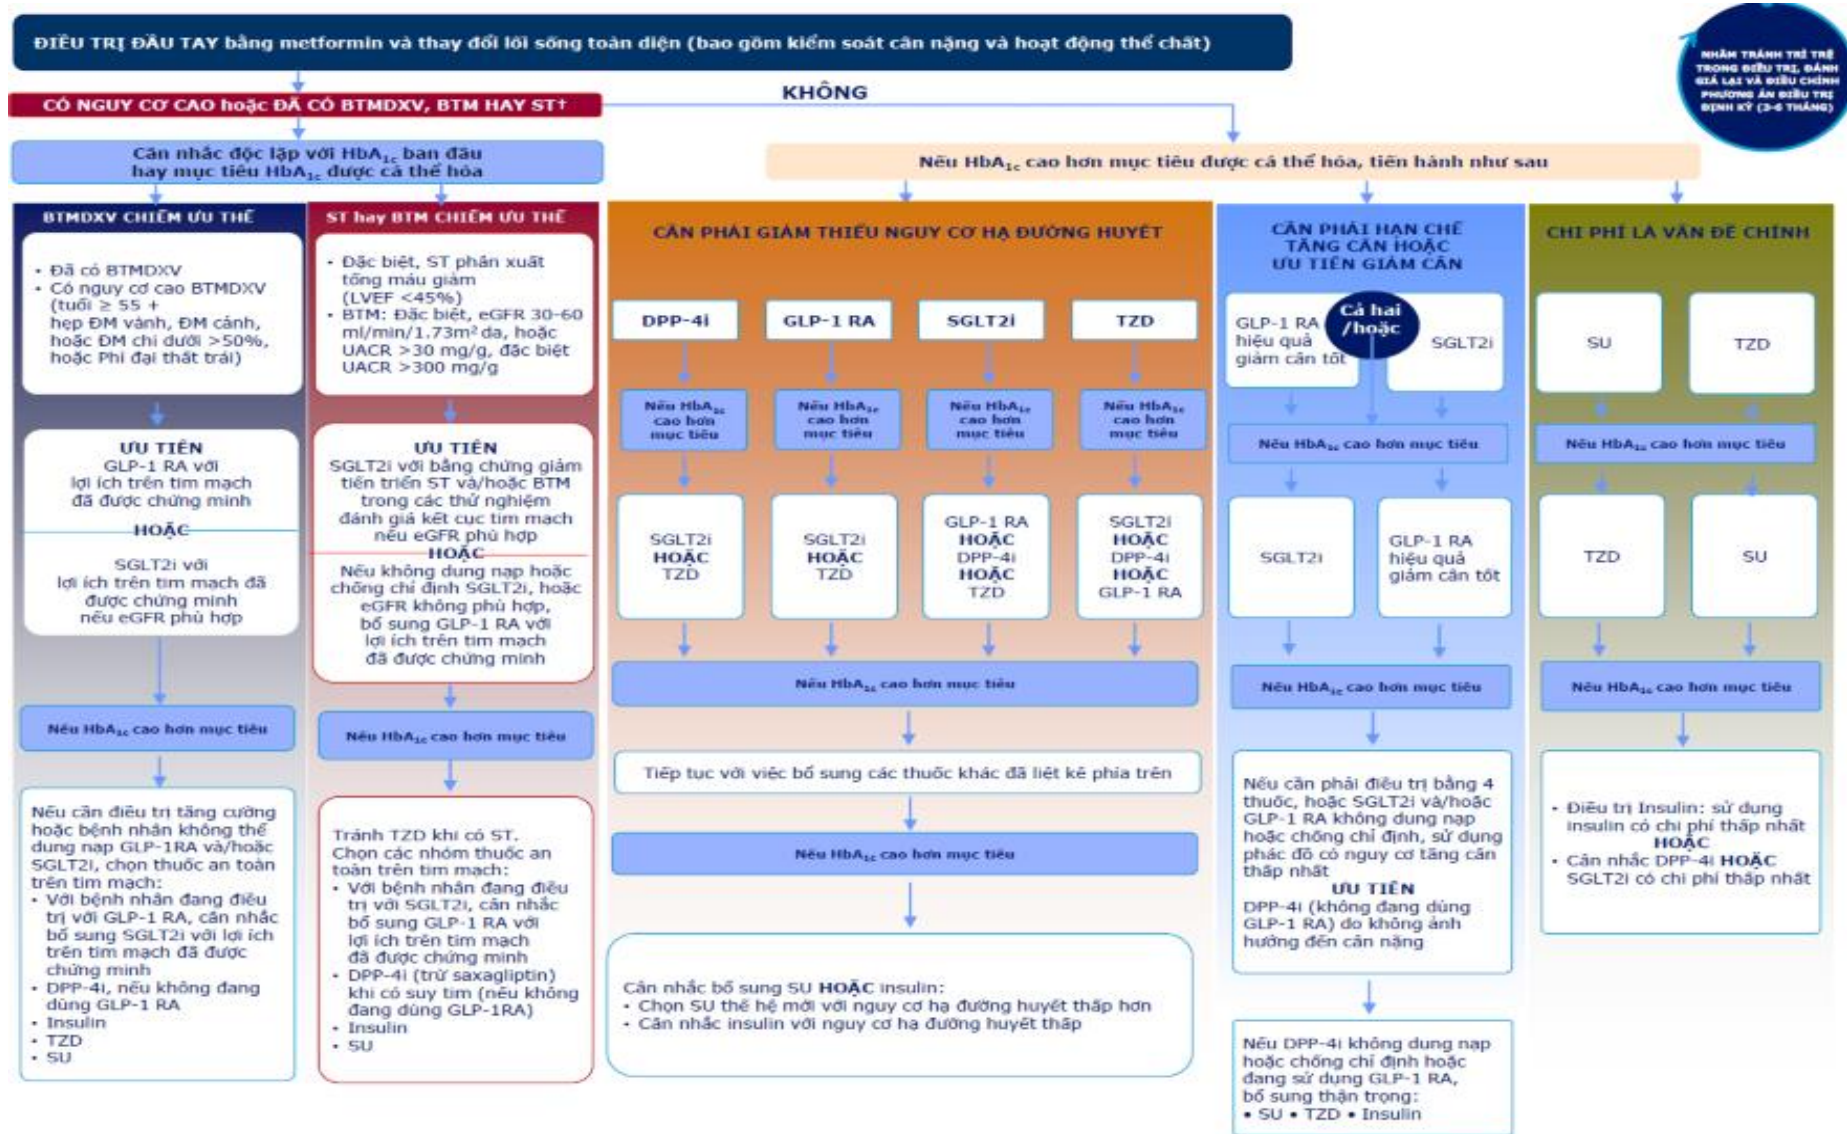 ĐIỀU TRỊ ĐẦU TAY bằng metformin và thay đổi lối sống toàn diện (bao gồm kiểm soát cân nặng và hoạt động thể chất)
NHẰM TRÁNH TRÌ TRỆ
TRONG ĐIỀU TRỊ, ĐÁNH
GIÁ LẠI VÀ ĐIỀU CHỈNH
PHƯƠNG ÁN ĐIỀU TRỊ
ĐỊNH KỲ (3-6 THÁNG)
CÓ NGUY CƠ CAO hoặc ĐÃ CÓ BTMDXV, BTM HAY ST†
KHÔNG
Cân nhắc độc lập với HbA1c ban đầu
hay mục tiêu HbA1c được cá thể hóa
Nếu HbA1c cao hơn mục tiêu được cá thể hóa, tiến hành như sau
BTMDXV CHIẾM ƯU THẾ
• Đã có BTMDXV
• Có nguy cơ cao BTMDXV
(tuổi ≥ 55 +
hẹp ĐM vành, ĐM cảnh,
hoặc ĐM chi dưới >50%,
hoặc Phì đại thất trái)
ƯU TIÊN
GLP-1 RA với
lợi ích trên tim mạch
đã được chứng minh
HOẶC
SGLT2i với
lợi ích trên tim mạch đã
được chứng minh
nếu eGFR phù hợp
Nếu HbA1c cao hơn mục tiêu
Nếu cần điều trị tăng cường
hoặc bệnh nhân không thể
dung nạp GLP-1RA và/hoặc
SGLT2i, chọn thuốc an toàn
trên tim mạch:
• Với bệnh nhân đang điều
trị với GLP-1 RA, cân nhắc
bổ sung SGLT2i với lợi ích
trên tim mạch đã được
chứng minh
• DPP-4i, nếu không đang
dùng GLP-1 RA
• Insulin
• TZD
• SU
ST hay BTM CHIẾM ƯU THẾ
• Đặc biệt, ST phân xuất
tống máu giảm
(LVEF <45%)
• BTM: Đặc biệt, eGFR 30-60
ml/min/1.73m² da, hoặc
UACR >30 mg/g, đặc biệt
UACR >300 mg/g
ƯU TIÊN
SGLT2i với bằng chứng giảm
tiến triển ST và/hoặc BTM
trong các thử nghiệm
đánh giá kết cục tim mạch
nếu eGFR phù hợp
HOẶC
Nếu không dung nạp hoặc
chống chỉ định SGLT2i, hoặc
eGFR không phù hợp,
bổ sung GLP-1 RA với
lợi ích trên tim mạch
đã được chứng minh
Nếu HbA1c cao hơn mục tiêu
Tránh TZD khi có ST.
Chọn các nhóm thuốc an
toàn trên tim mạch:
• Với bệnh nhân đang điều
trị với SGLT2i, cân nhắc
bổ sung GLP-1 RA với
lợi ích trên tim mạch
đã được chứng minh
• DPP-4i (trừ saxagliptin)
khi có suy tim (nếu không
đang dùng GLP-1RA)
• Insulin
• SU
CẦN PHẢI GIẢM THIỂU NGUY CƠ HẠ ĐƯỜNG HUYẾT
DPP-4i
GLP-1 RA
SGLT2i
TZD
Nếu HbA1c
cao hơn
mục tiêu
Nếu HbA1c
cao hơn
mục tiêu
Nếu HbA1c
cao hơn
mục tiêu
Nếu HbA1c
cao hơn
mục tiêu
SGLT2i
HOẶC
TZD
SGLT2i
HOẶC
TZD
GLP-1 RA
HOẶC
DPP-4i
HOẶC
TZD
SGLT2i
HOẶC
DPP-4i
HOẶC
GLP-1 RA
Nếu HbA1c cao hơn mục tiêu
Tiếp tục với việc bổ sung các thuốc khác đã liệt kê phía trên
Nếu HbA1c cao hơn mục tiêu
Cân nhắc bổ sung SU HOẶC insulin:
• Chọn SU thế hệ mới với nguy cơ hạ đường huyết thấp hơn
• Cân nhắc insulin với nguy cơ hạ đường huyết thấp
CẦN PHẢI HẠN CHẾ
TĂNG CÂN HOẶC
ƯU TIÊN GIẢM CÂN
GLP-1 RA
hiệu quả
giảm cân tốt
Cả hai
/hoặc
SGLT2i
Nếu HbA1c cao hơn mục tiêu
SGLT2i
GLP-1 RA
hiệu quả
giảm cân tốt
Nếu HbA1c cao hơn mục tiêu
Nếu cần phải điều trị bằng 4
thuốc, hoặc SGLT2i và/hoặc
GLP-1 RA không dung nạp
hoặc chống chỉ định, sử dụng
phác đồ có nguy cơ tăng cân
thấp nhất
ƯU TIÊN
DPP-4i (không đang dùng
GLP-1 RA) do không ảnh
hưởng đến cân nặng
Nếu DPP-4i không dung nạp
hoặc chống chỉ định hoặc
đang sử dụng GLP-1 RA,
bổ sung thận trọng:
• SU • TZD • Insulin
CHI PHÍ LÀ VẤN ĐỀ CHÍNH
SU
TZD
Nếu HbA1c cao hơn mục tiêu
TZD
SU
Nếu HbA1c cao hơn mục tiêu
• Điều trị Insulin: sử dụng
insulin có chi phí thấp nhất
HOẶC
• Cân nhắc DPP-4i HOẶC
SGLT2i có chi phí thấp nhất